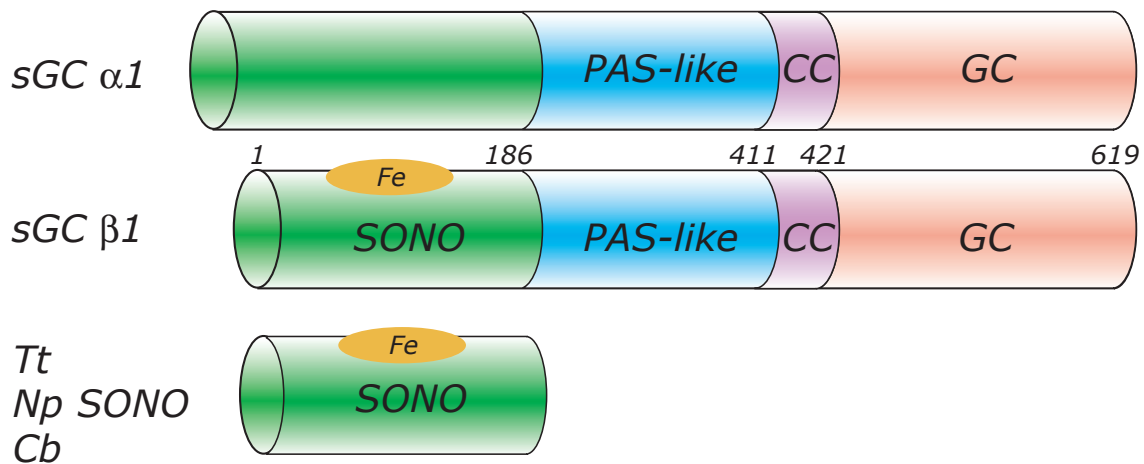 sGC α1 PAS-like CC GC
1 186 411 421 619
Fe
sGC β1 SONO PAS-like CC GC
Fe
Tt
Np SONO SONO
Cb